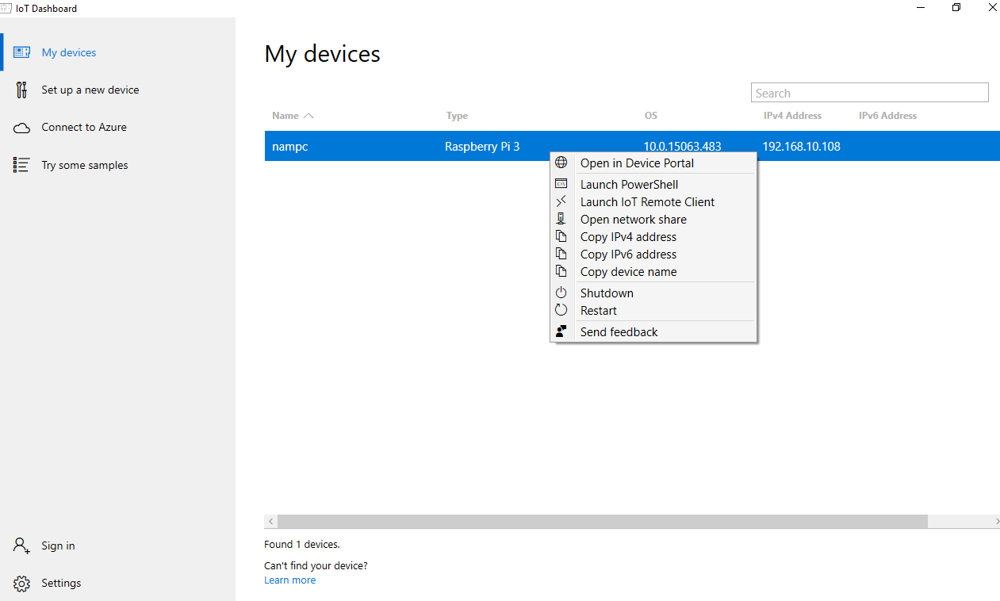 IoT Dashboard
My devices
Set up a new device
Connect to Azure
Try some samples
Sign in
Settings
My devices
Search
Name Type OS IPv4 Address IPv6 Address
nampc Raspberry Pi 3 10.0.15063.483 192.168.10.108
Open in Device Portal
Launch PowerShell
Launch IoT Remote Client
Open network share
Copy IPv4 address
Copy IPv6 address
Copy device name
Shutdown
Restart
Send feedback
Found 1 devices.
Can't find your device?
Learn more